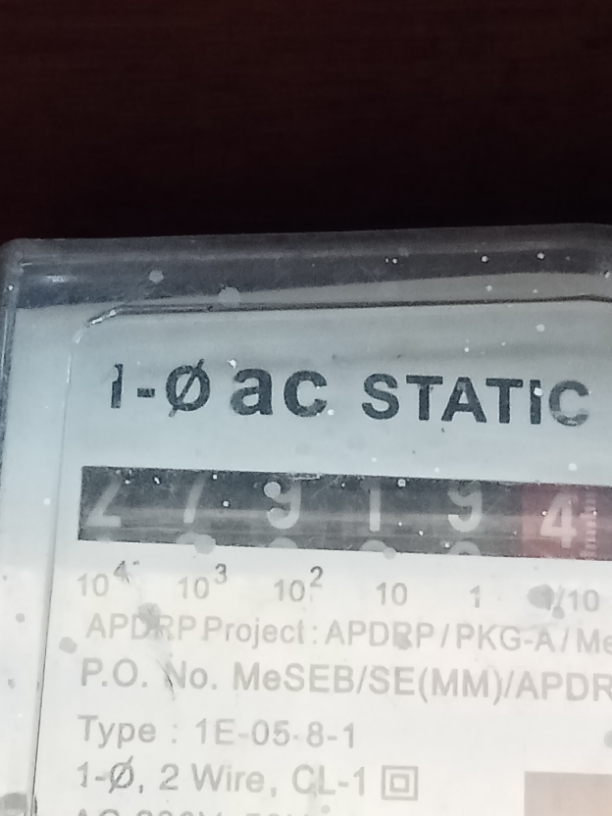 1-Ø ac STATIC
2 7 9 1 9 4
10⁴ 10³ 10² 10 1 1/10
APDRP Project : APDRP / PKG-A / Me
P.O. No. MeSEB/SE(MM)/APDR
Type : 1E-05-8-1
1-Ø, 2 Wire, CL-1